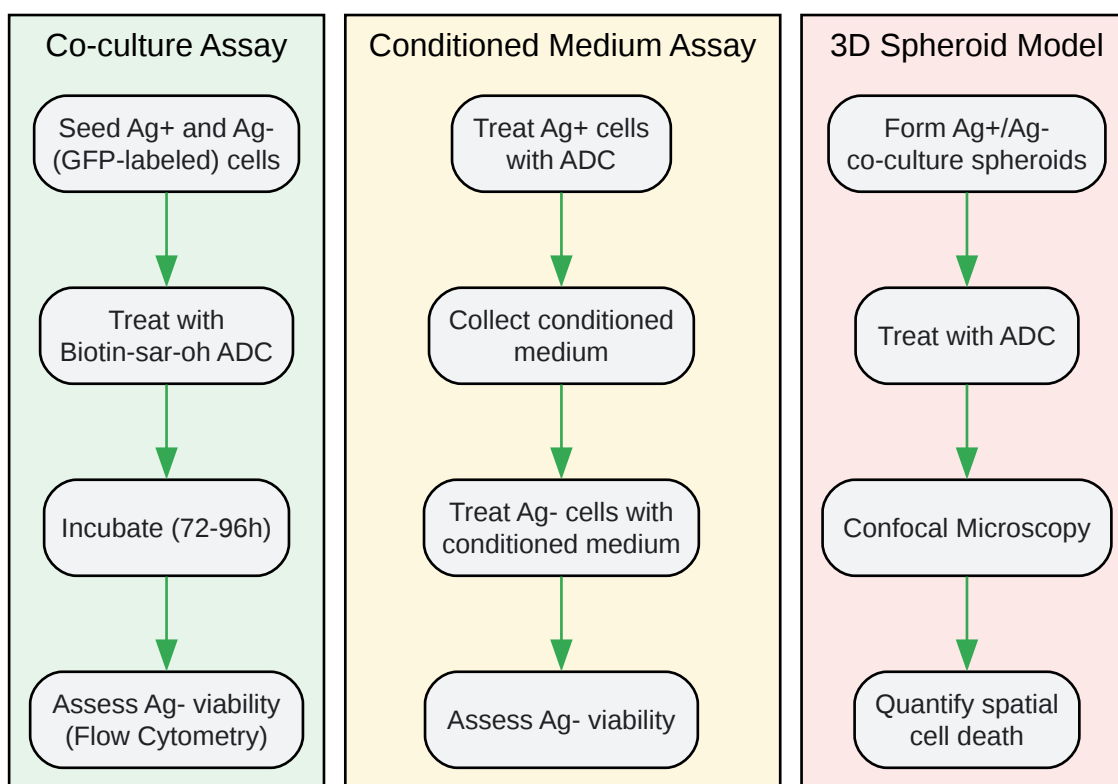 Co-culture Assay
Seed Ag+ and Ag-
(GFP-labeled) cells
Treat with
Biotin-sar-oh ADC
Incubate (72-96h)
Assess Ag- viability
(Flow Cytometry)
Conditioned Medium Assay
Treat Ag+ cells
with ADC
Collect conditioned
medium
Treat Ag- cells with
conditioned medium
Assess Ag- viability
3D Spheroid Model
Form Ag+/Ag-
co-culture spheroids
Treat with ADC
Confocal Microscopy
Quantify spatial
cell death